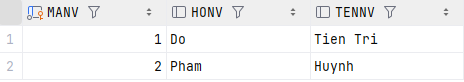 MANV HONV TENNV
1 1 Do Tien Tri
2 2 Pham Huynh